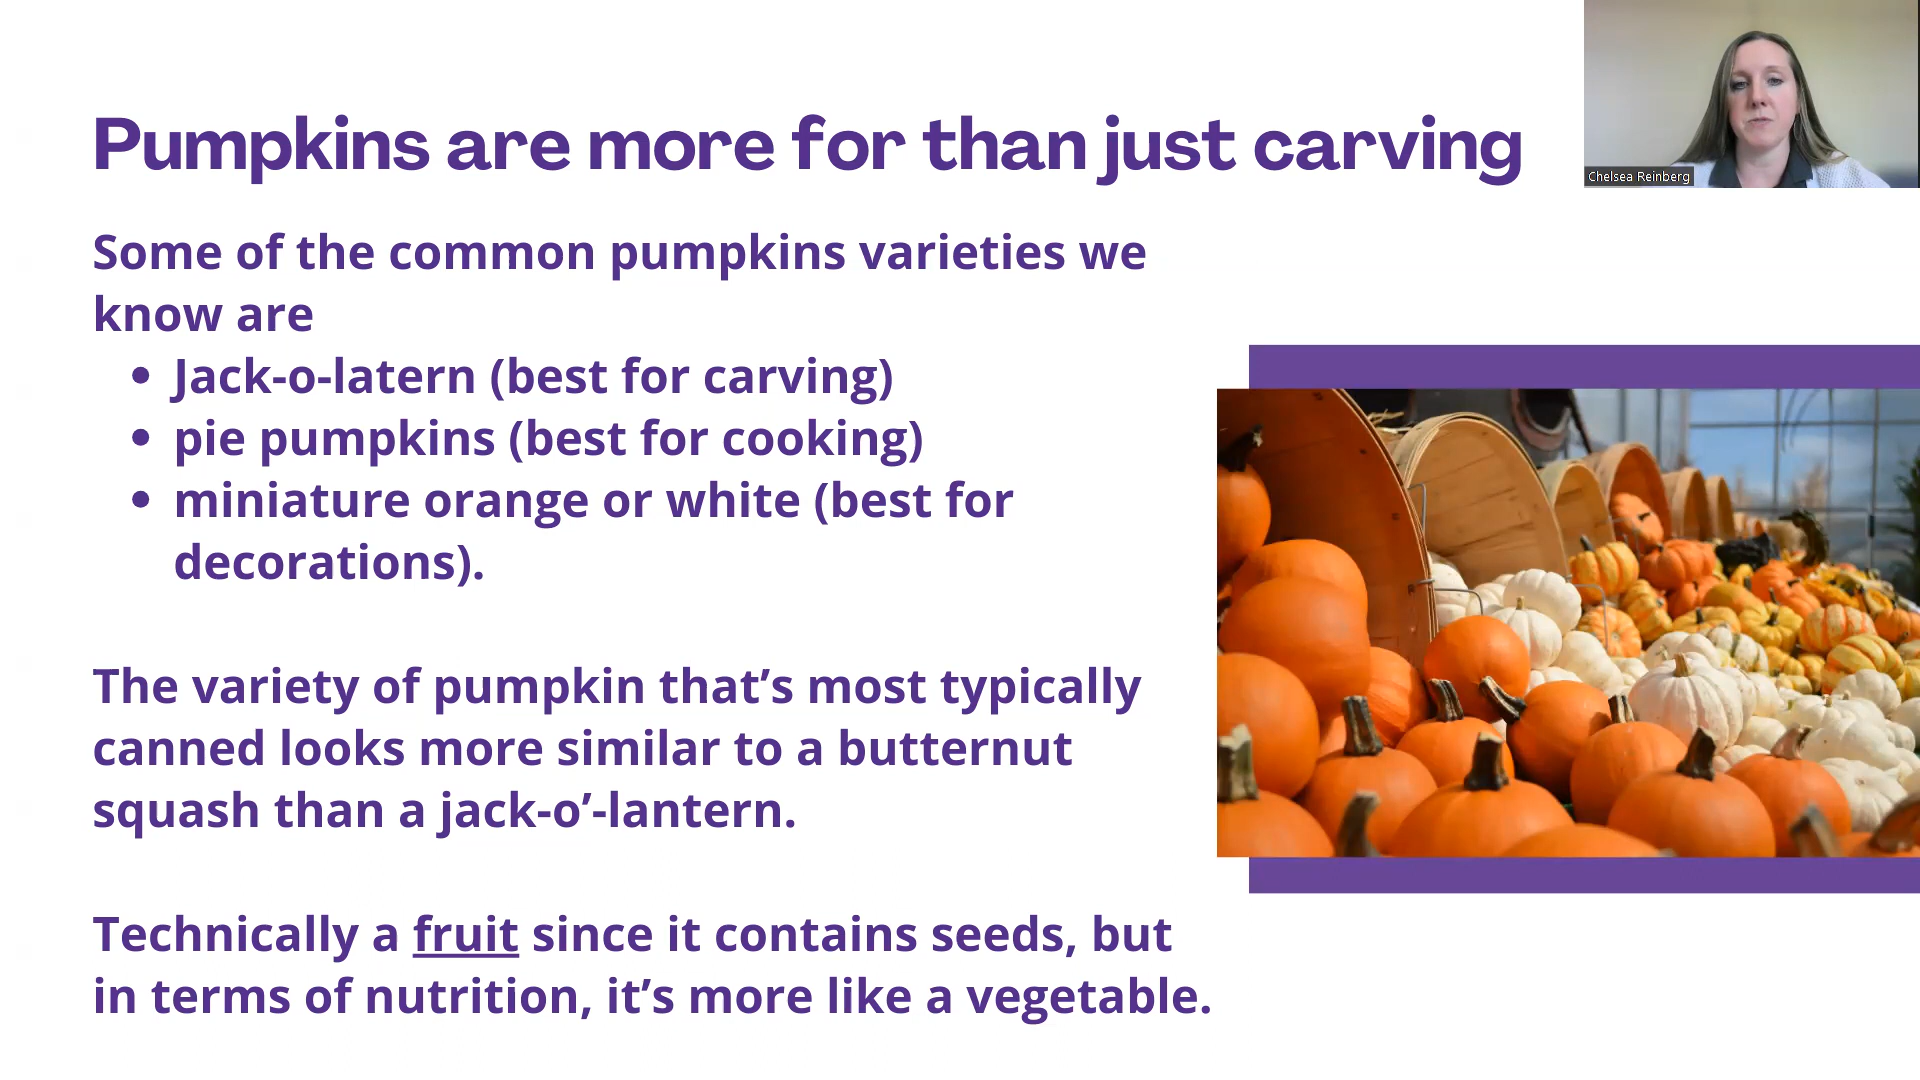 Pumpkins are more for than just carving
Chelsea Reinberg
Some of the common pumpkins varieties we
know are
• Jack-o-latern (best for carving)
• pie pumpkins (best for cooking)
• miniature orange or white (best for
decorations).
The variety of pumpkin that’s most typically
canned looks more similar to a butternut
squash than a jack-o’-lantern.
Technically a fruit since it contains seeds, but
in terms of nutrition, it’s more like a vegetable.